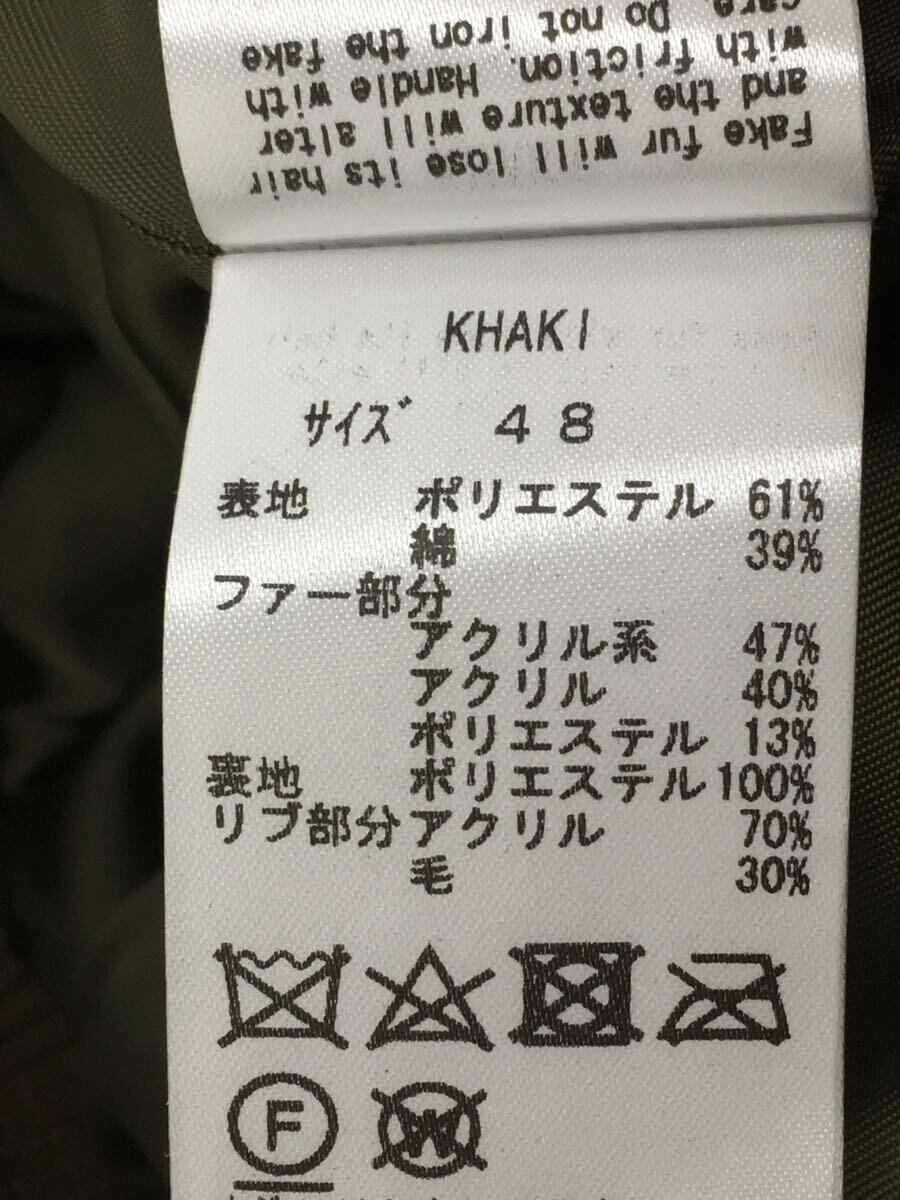 Fake fur will lose its hair
and the texture will alter
with friction. Handle with
care. Do not iron the fake
KHAKI
サイズ 48
表地 ポリエステル 61%
綿 39%
ファー部分
アクリル系 47%
アクリル 40%
ポリエステル 13%
裏地 ポリエステル 100%
リブ部分 アクリル 70%
毛 30%
F
W